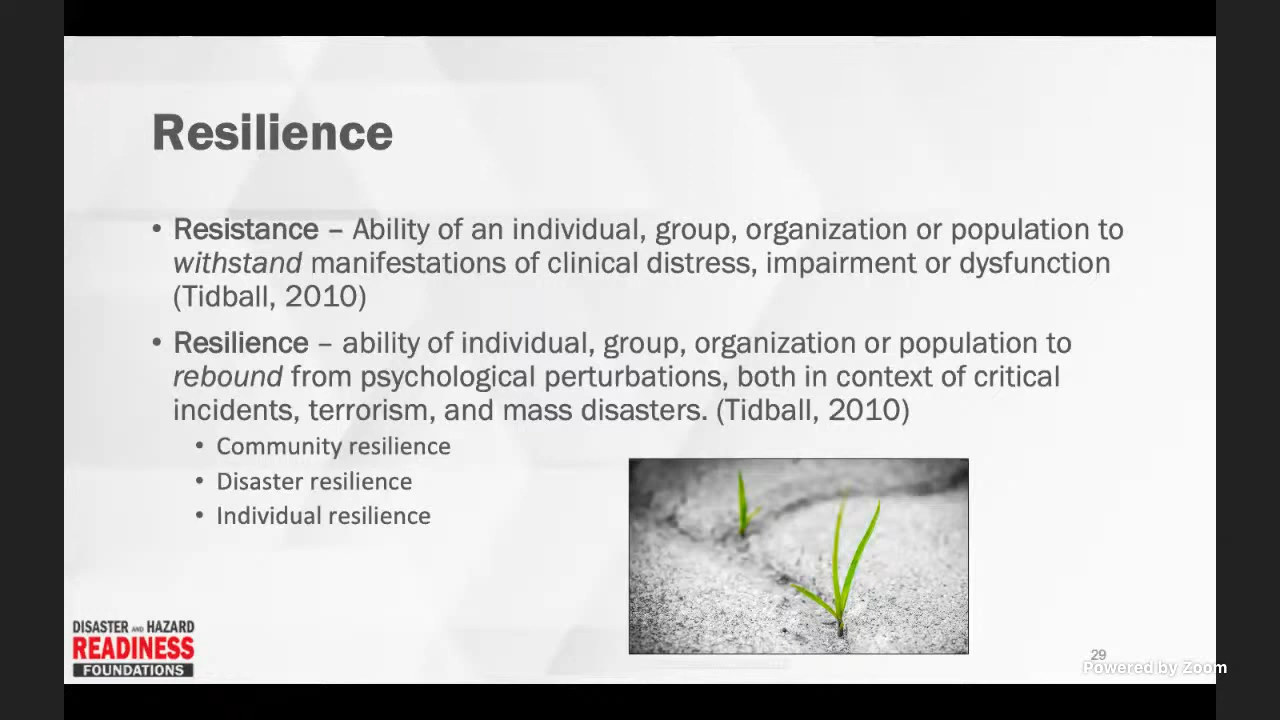 Resilience
• Resistance – Ability of an individual, group, organization or population to
withstand manifestations of clinical distress, impairment or dysfunction
(Tidball, 2010)
• Resilience – ability of individual, group, organization or population to
rebound from psychological perturbations, both in context of critical
incidents, terrorism, and mass disasters. (Tidball, 2010)
• Community resilience
• Disaster resilience
• Individual resilience
DISASTER AND HAZARD
READINESS
FOUNDATIONS
29
Powered by Zoom